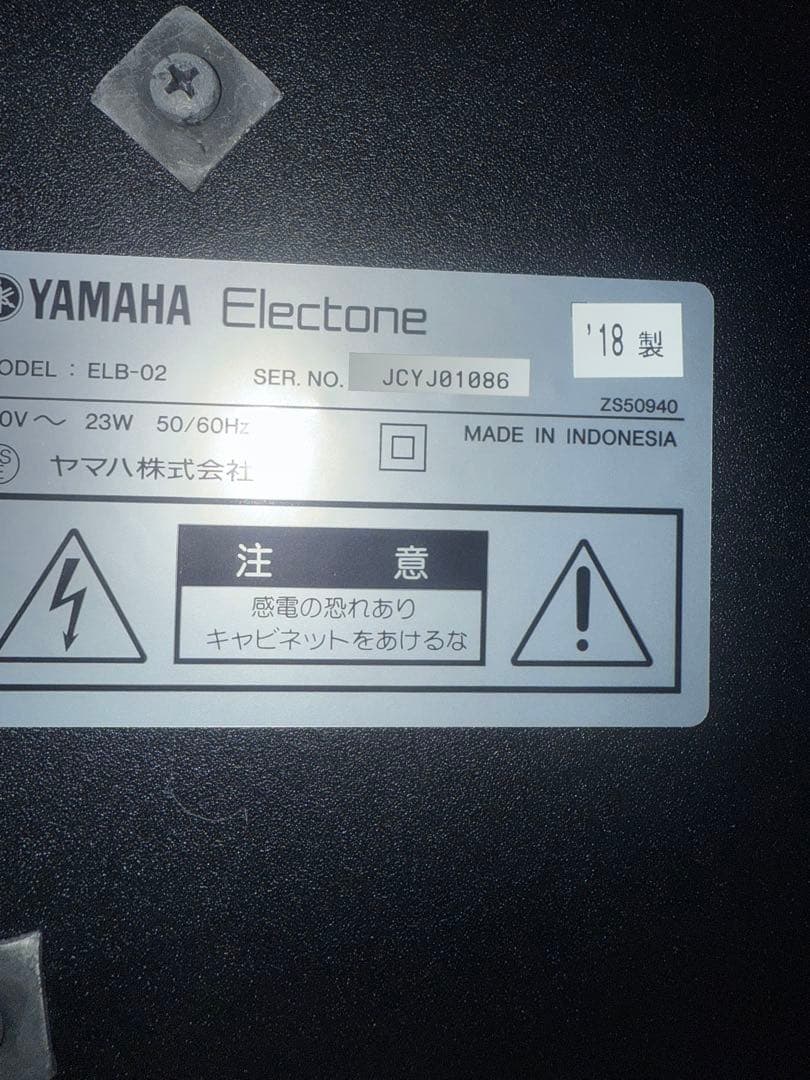 YAMAHA Electone
'18 製
ODEL : ELB-02
SER. NO. JCYJ01086
ZS50940
0V～ 23W 50/60Hz
MADE IN INDONESIA
ヤマハ株式会社
注 意
感電の恐れあり
キャビネットをあけるな